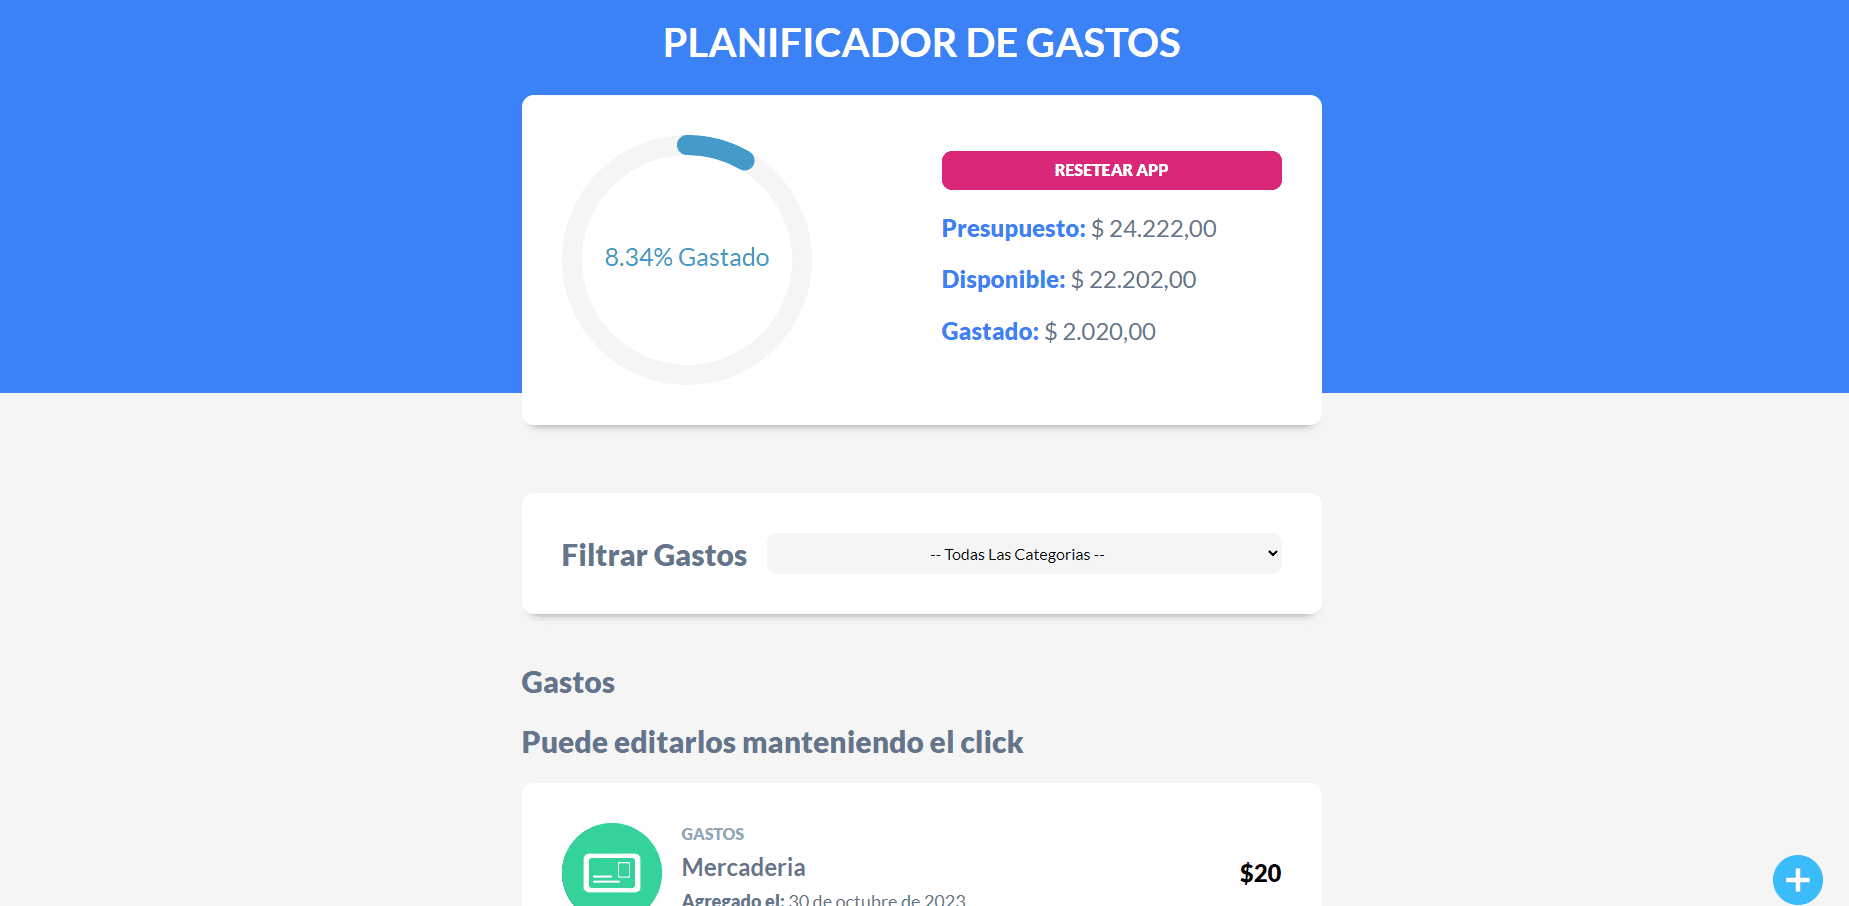 PLANIFICADOR DE GASTOS
8.34% Gastado
RESETEAR APP
Presupuesto: $ 24.222,00
Disponible: $ 22.202,00
Gastado: $ 2.020,00
Filtrar Gastos
-- Todas Las Categorias --
Gastos
Puede editarlos manteniendo el click
GASTOS
Mercaderia
$20
Agregado el: 30 de octubre de 2023